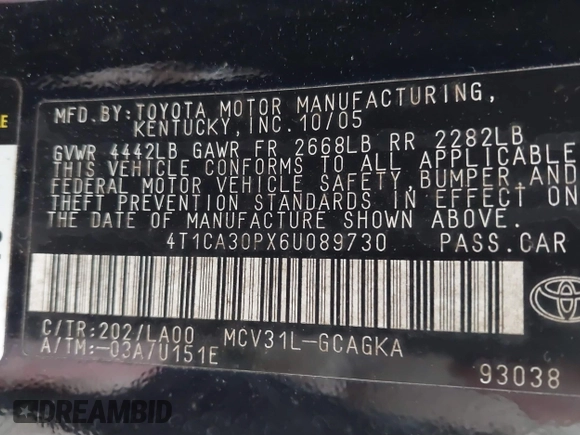 MFD.BY:TOYOTA MOTOR MANUFACTURING,
KENTUCKY,INC.10/05
GVWR 4442LB GAWR FR 2668LB RR 2282LB
THIS VEHICLE CONFORMS TO ALL APPLICABLE
FEDERAL MOTOR VEHICLE SAFETY,BUMPER AND
THEFT PREVENTION STANDARDS IN EFFECT ON
THE DATE OF MANUFACTURE SHOWN ABOVE.
4T1CA30PX6U089730 PASS.CAR
C/TR:202/LA00 MCV31L-GCAGKA
A/TM:-03A/U151E
93038
DREAMBID